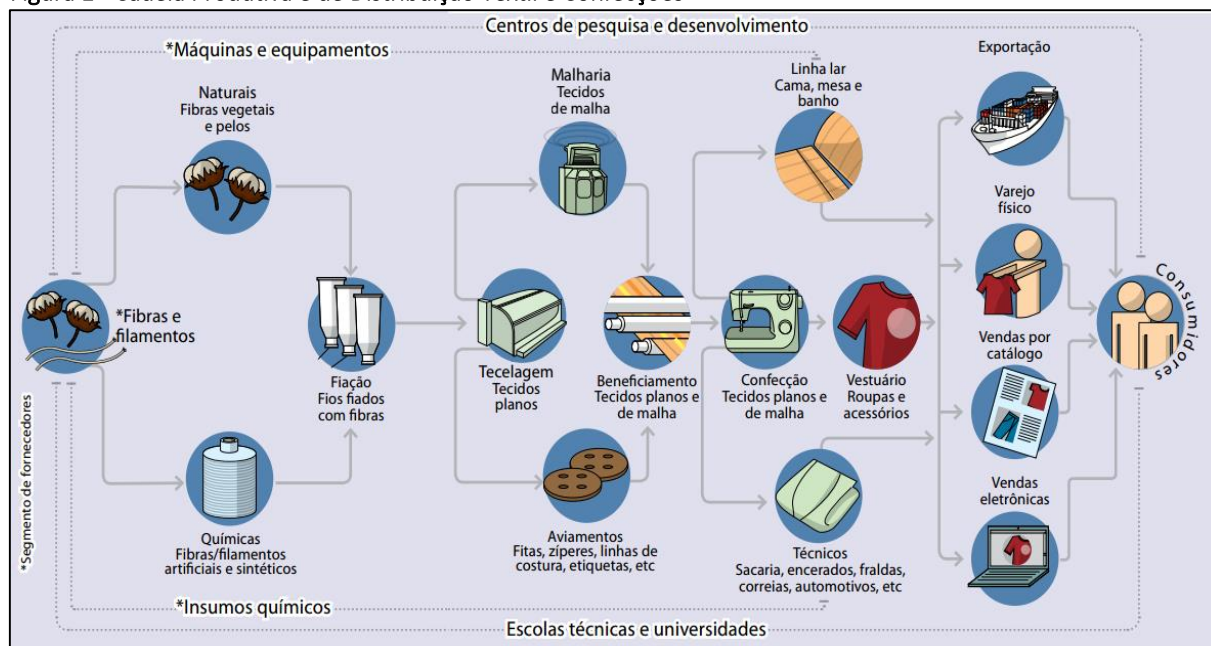 Centros de pesquisa e desenvolvimento
*Máquinas e equipamentos
Naturais
Fibras vegetais
e pelos
Malharia
Tecidos
de malha
Linha lar
Cama, mesa e
banho
Exportação
Varejo
físico
*Fibras e
filamentos
Fiação
Fios fiados
com fibras
Tecelagem
Tecidos
planos
Beneficiamento
Tecidos planos e
de malha
Confecção
Tecidos planos e
de malha
Vestuário
Roupas e
acessórios
Vendas por
catálogo
Consumidores
Químicas
Fibras/filamentos
artificiais e sintéticos
Aviamentos
Fitas, zíperes, linhas de
costura, etiquetas, etc
Técnicos
Sacaria, encerados, fraldas,
correias, automotivos, etc
Vendas
eletrônicas
*Segmento de fornecedores
*Insumos químicos
Escolas técnicas e universidades